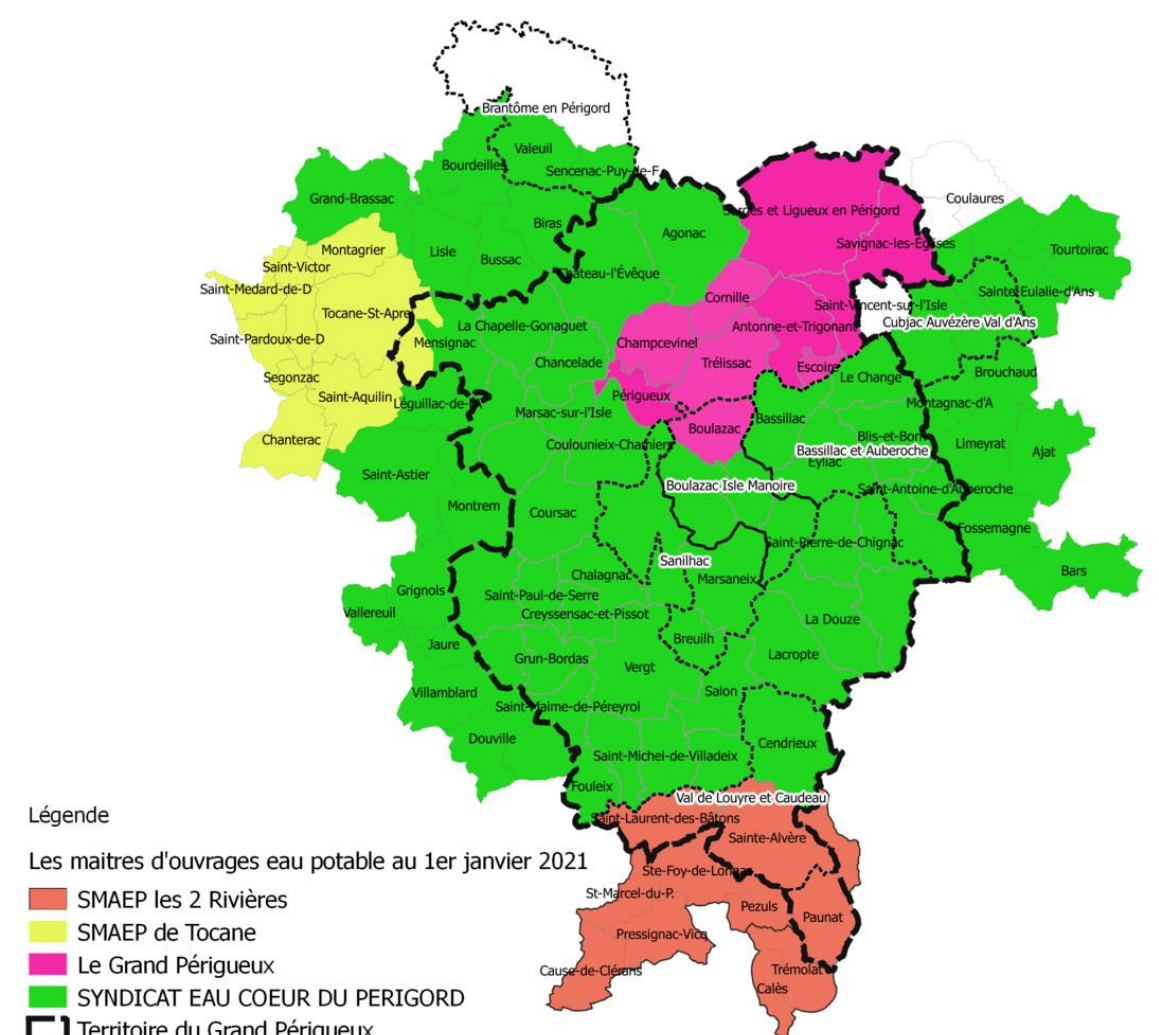 Brantôme en Périgord
Valeuil
Bourdeilles
Sencenac-Puy-de-F.
Grand-Brassac
Coulaures
Sorges et Ligueux en Périgord
Biras
Agonac
Savignac-les-Eglises
Montagrier
Lisle
Tourtoirac
Bussac
Saint-Victor
Château-l'Évêque
Saint-Medard-de-D
Sainte-Eulalie-d'Ans
Cornille
Saint-Vincent-sur-l'Isle
Tocane-St-Apre
Cubjac Auvézère Val d'Ans
La Chapelle-Gonaguet
Antonne-et-Trigonant
Saint-Pardoux-de-D
Mensignac
Champcevinel
Chancelade
Trélissac
Escoire
Brouchaud
Segonzac
Le Change
Saint-Aquilin
Périgueux
Montagnac-d'A
Marsac-sur-l'Isle
Bassillac
Boulazac
Chanterac
Coulounieix-Chamiers
Blis-et-Born
Limeyrat
Bassillac et Auberoche
Ajat
Eyliac
Saint-Astier
Boulazac Isle Manoire
Saint-Antoine-d'Auberoche
Montrem
Coursac
Fossemagne
Saint-Pierre-de-Chignac
Sanilhac
Bars
Chalagnac
Marsaneix
Grignols
Saint-Paul-de-Serre
Vallereuil
Creyssensac-et-Pissot
La Douze
Breuilh
Jaure
Lacropte
Grun-Bordas
Vergt
Villamblard
Salon
Saint-Maime-de-Péreyrol
Douville
Cendrieux
Saint-Michel-de-Villadeix
Fouleix
Val de Louyre et Caudeau
Saint-Laurent-des-Bâtons
Sainte-Alvère
Ste-Foy-de-Longas
St-Marcel-du-P.
Pezuls
Paunat
Pressignac-Vicq
Cause-de-Clérans
Trémolat
Calès
Légende
Les maitres d'ouvrages eau potable au 1er janvier 2021
SMAEP les 2 Rivières
SMAEP de Tocane
Le Grand Périgueux
SYNDICAT EAU COEUR DU PERIGORD
Territoire du Grand Périgueux